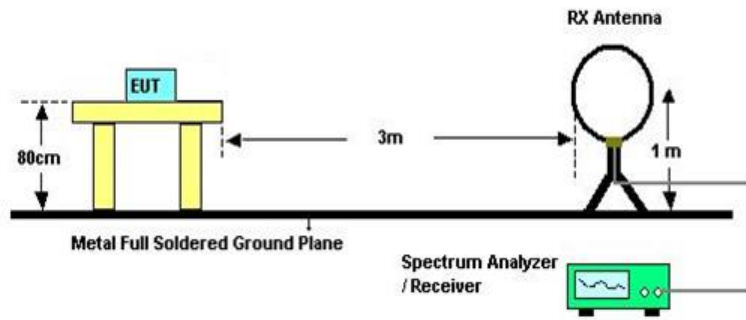 RX Antenna
EUT
80cm
3m
1 m
Metal Full Soldered Ground Plane
Spectrum Analyzer
/ Receiver